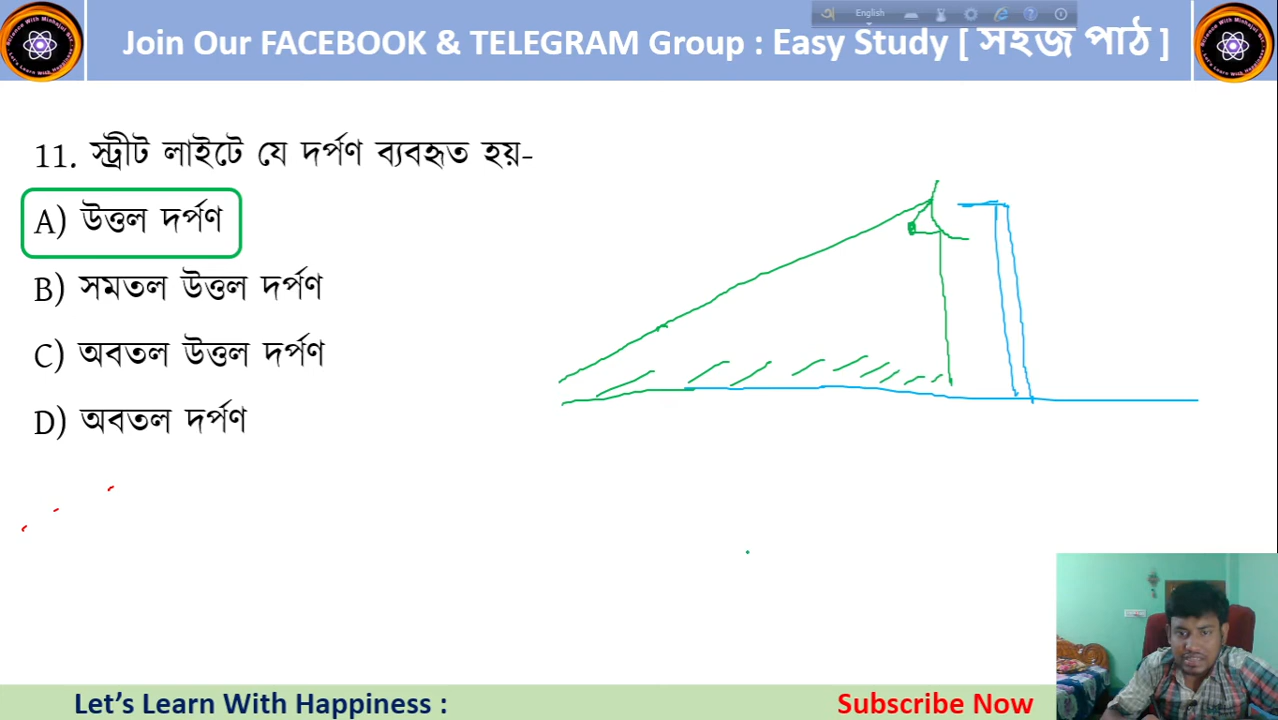 English
Join Our FACEBOOK & TELEGRAM Group : Easy Study [ সহজ পাঠ ]
11. স্ট্রীট লাইটে যে দর্পণ ব্যবহৃত হয়-
A) উত্তল দর্পণ
B) সমতল উত্তল দর্পণ
C) অবতল উত্তল দর্পণ
D) অবতল দর্পণ
Let's Learn With Happiness :
Subscribe Now